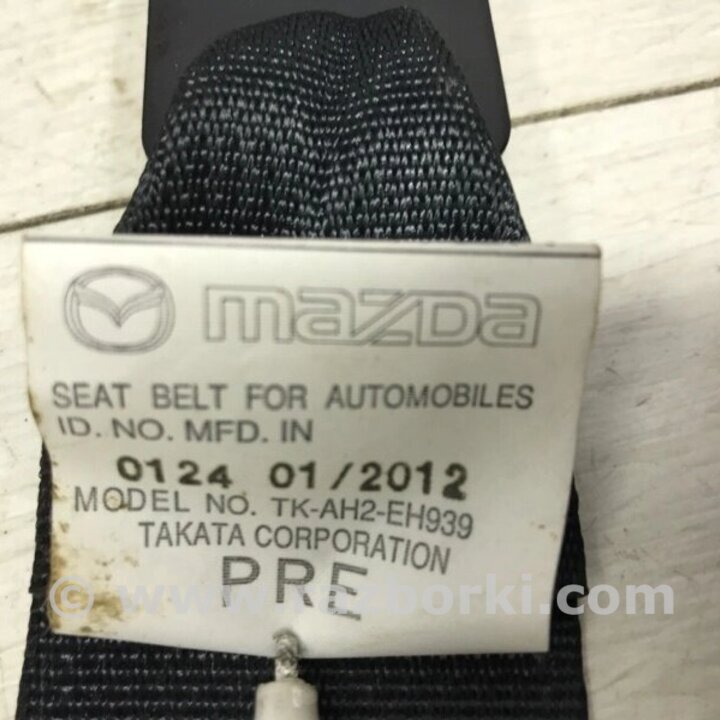 mazda
SEAT BELT FOR AUTOMOBILES
ID. NO. MFD. IN
0124 01/2012
MODEL NO. TK-AH2-EH939
TAKATA CORPORATION
PRE
© www.razborki.com